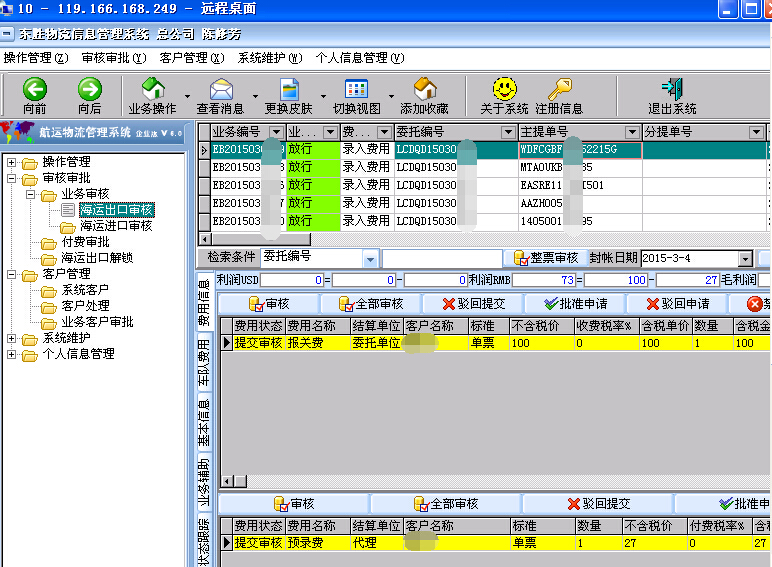 10 - 119.166.168.249 - 远程桌面
东胜物流信息管理系统 总公司 陈修芳
操作管理(Z) 审核审批(Y) 客户管理(X) 系统维护(W) 个人信息管理(V)
向前 向后 业务操作 查看消息 更换皮肤 切换视图 添加收藏 关于系统 注册信息 退出系统
航运物流管理系统 企业版 V 6.0
操作管理
审核审批
业务审核
海运出口审核
海运进口审核
付费审批
海运出口解锁
客户管理
系统客户
客户处理
业务客户审批
系统维护
个人信息管理
业务编号 业... 费... 委托编号 主提单号 分提单号
EB201503 放行 录入费用 LCDQD15030 WDFCGBF 52215G
EB201503 放行 录入费用 LCDQD15030 MTAOUKB 35
EB201503 放行 录入费用 LCDQD15030 EASRE11 I501
EB201503 放行 录入费用 LCDQD15030 AAZH005
EB201503 放行 录入费用 LCDQD15030 1405001 95
检索条件 委托编号 整票审核 封帐日期 2015-3-4
利润USD 0= 0- 0 利润RMB 73= 100- 27 毛利润
费用信息
车队费用
基本信息
业务辅助
状态跟踪
审核 全部审核 驳回提交 批准申请 驳回申请
费用状态 费用名称 结算单位 客户名称 标准 不含税价 收费税率% 含税单价 数量 含税金
提交审核 报关费 委托单位 单票 100 0 100 1 100
审核 全部审核 驳回提交 批准申
费用状态 费用名称 结算单位 客户名称 标准 数量 不含税价 付费税率% 含
提交审核 预录费 代理 单票 1 27 0 27